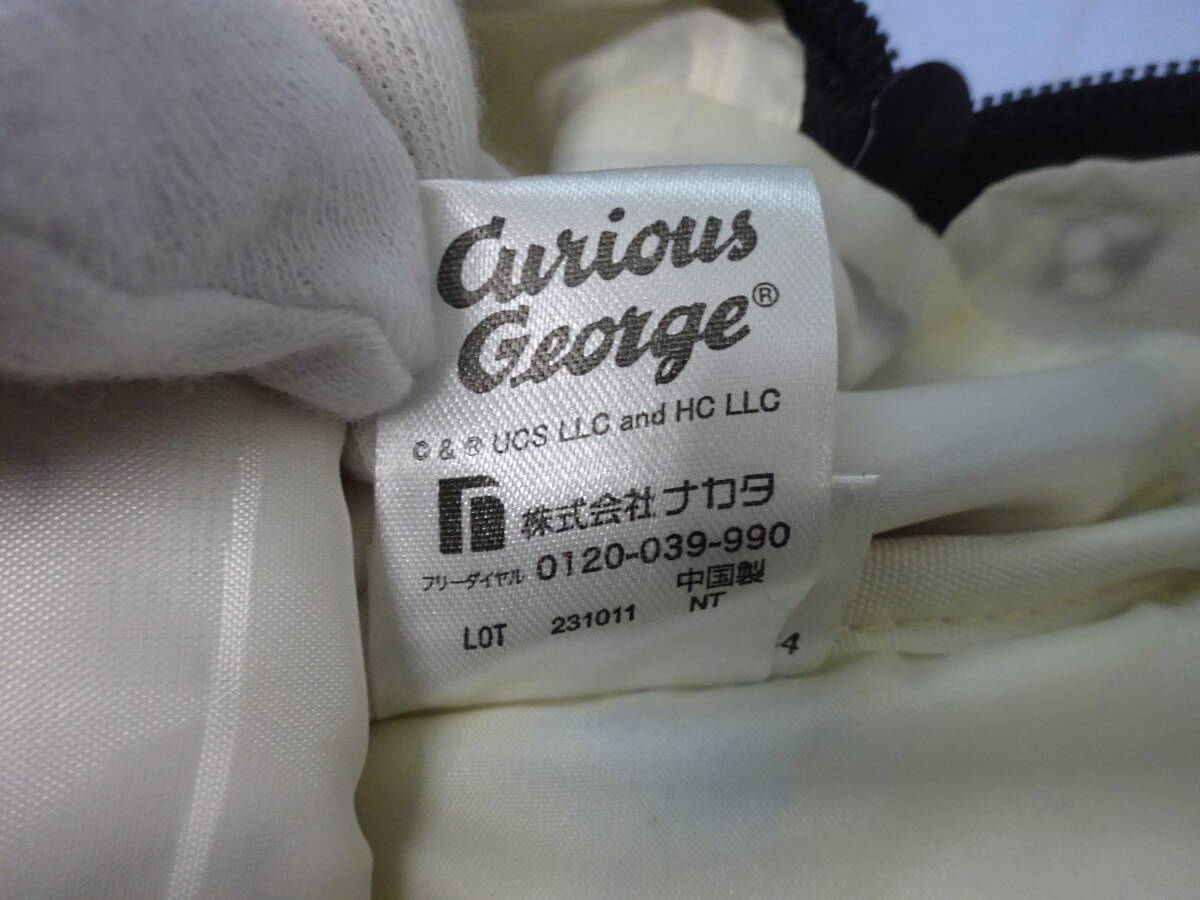 Curious
George®
© & ® UCS LLC and HC LLC
株式会社ナカタ
フリーダイヤル 0120-039-990
中国製
LOT 231011 NT
-4